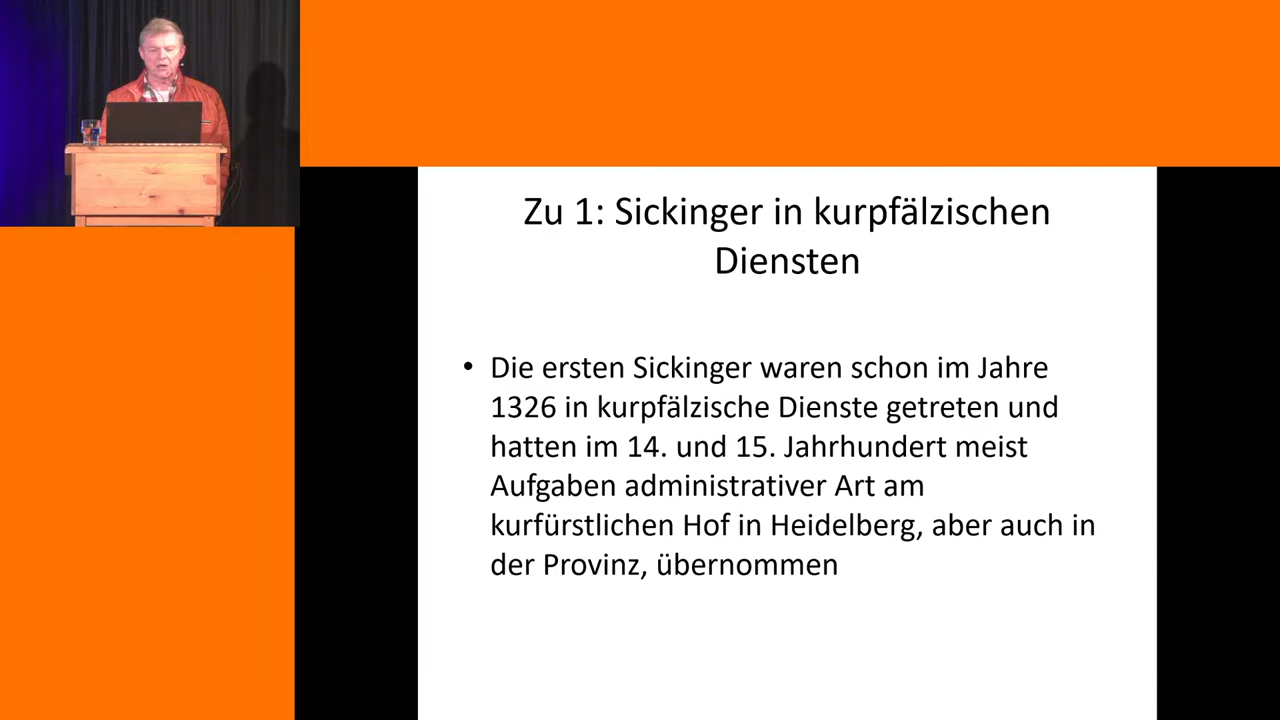 Zu 1: Sickinger in kurpfälzischen
Diensten
• Die ersten Sickinger waren schon im Jahre
1326 in kurpfälzische Dienste getreten und
hatten im 14. und 15. Jahrhundert meist
Aufgaben administrativer Art am
kurfürstlichen Hof in Heidelberg, aber auch in
der Provinz, übernommen